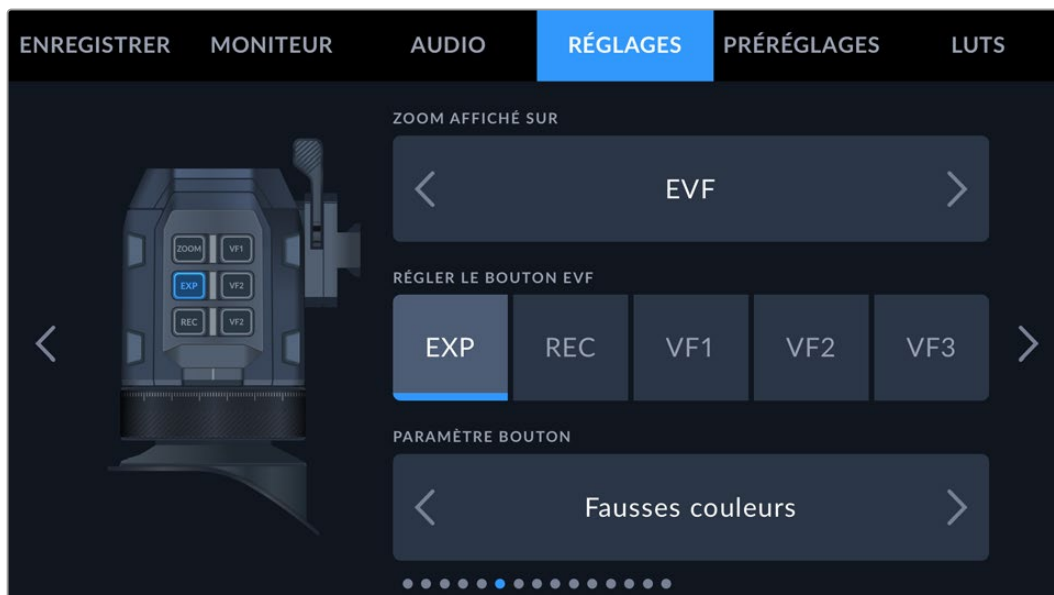 ENREGISTRER MONITEUR AUDIO RÉGLAGES PRÉRÉGLAGES LUTS
ZOOM AFFICHÉ SUR
EVF
ZOOM VF1
EXP VF2
REC VF2
RÉGLER LE BOUTON EVF
EXP REC VF1 VF2 VF3
PARAMÈTRE BOUTON
Fausses couleurs